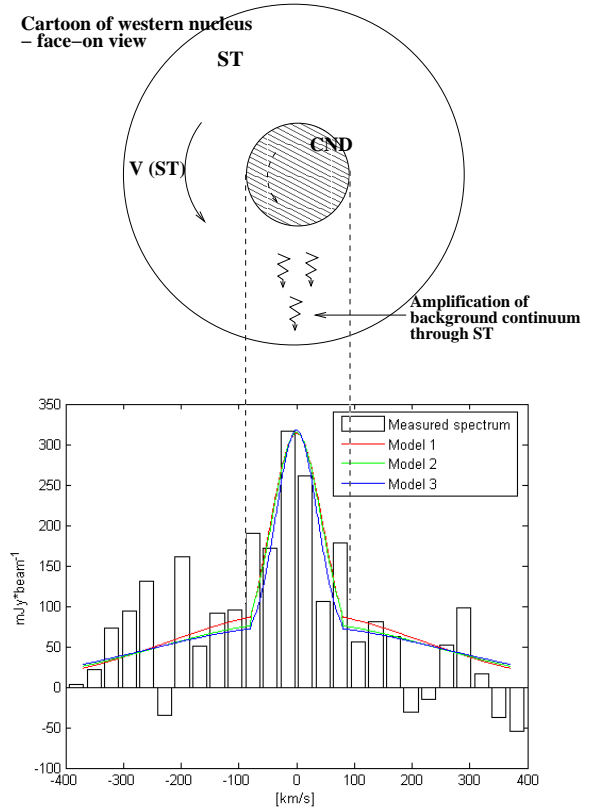 Cartoon of western nucleus
– face–on view
ST
CND
V (ST)
Amplification of
background continuum
through ST
350
300
250
200
150
100
50
0
-50
-100
mJy*beam-1
Measured spectrum
Model 1
Model 2
Model 3
-400 -300 -200 -100 0 100 200 300 400
[km/s]